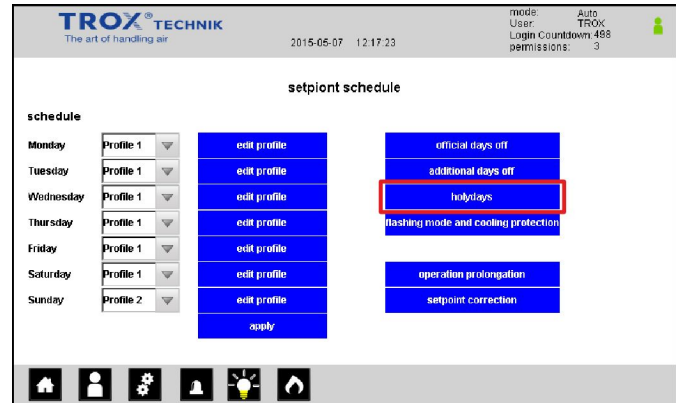 TROX® TECHNIK
The art of handling air
2015-05-07 12:17:23
mode: Auto
User: TROX
Login Countdown: 498
permissions: 3
setpiont schedule
schedule
Monday Profile 1 edit profile official days off
Tuesday Profile 1 edit profile additional days off
Wednesday Profile 1 edit profile holydays
Thursday Profile 1 edit profile flashing mode and cooling protection
Friday Profile 1 edit profile
Saturday Profile 1 edit profile operation prolongation
Sunday Profile 2 edit profile setpoint correction
apply